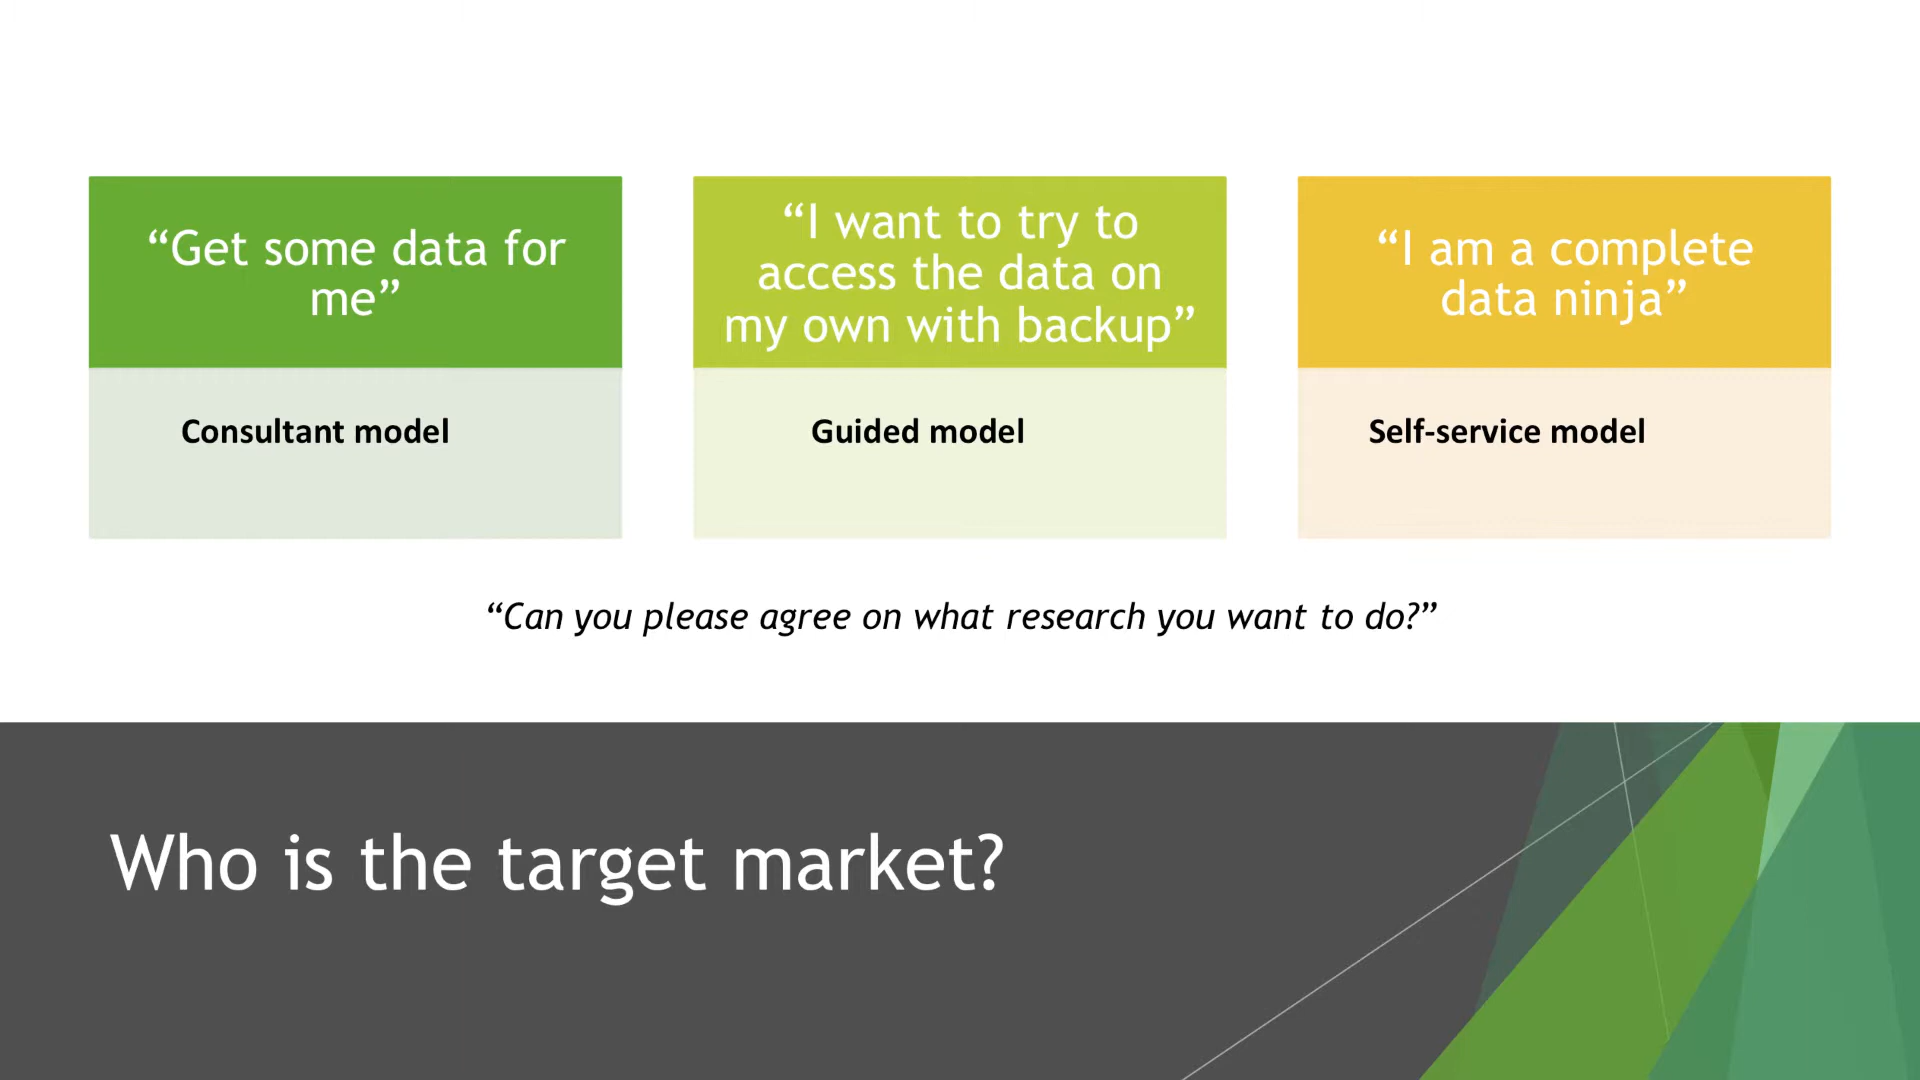 “Get some data for
me”
Consultant model
“I want to try to
access the data on
my own with backup”
Guided model
“I am a complete
data ninja”
Self-service model
“Can you please agree on what research you want to do?”
Who is the target market?